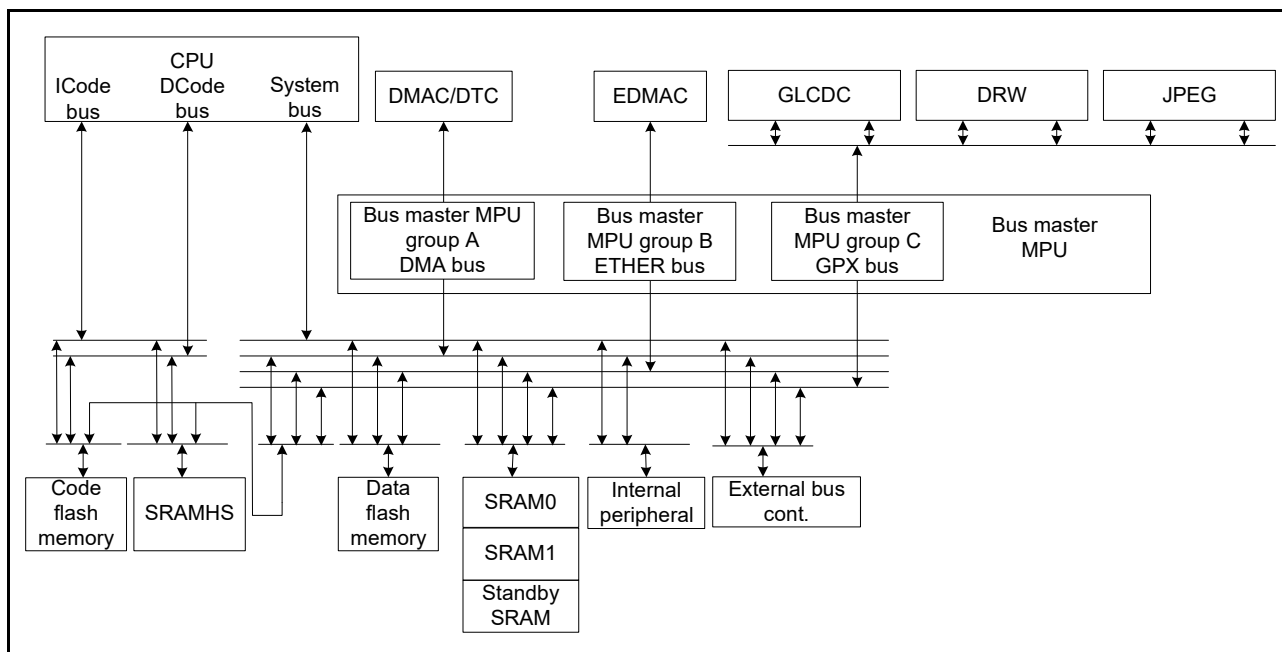 CPU
ICode
bus
DCode
bus
System
bus
DMAC/DTC
EDMAC
GLCDC
DRW
JPEG
Bus master MPU
group A
DMA bus
Bus master
MPU group B
ETHER bus
Bus master
MPU group C
GPX bus
Bus master
MPU
Code
flash
memory
SRAMHS
Data
flash
memory
SRAM0
SRAM1
Standby
SRAM
Internal
peripheral
External bus
cont.